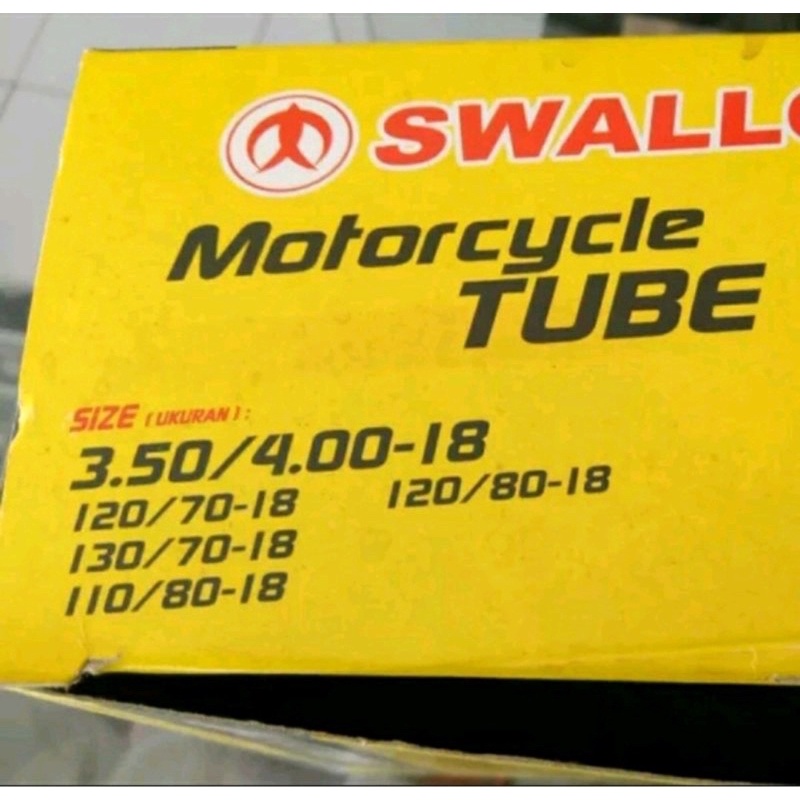 SWALLO
Motorcycle
TUBE
SIZE (UKURAN):
3.50/4.00-18
120/70-18 120/80-18
130/70-18
110/80-18